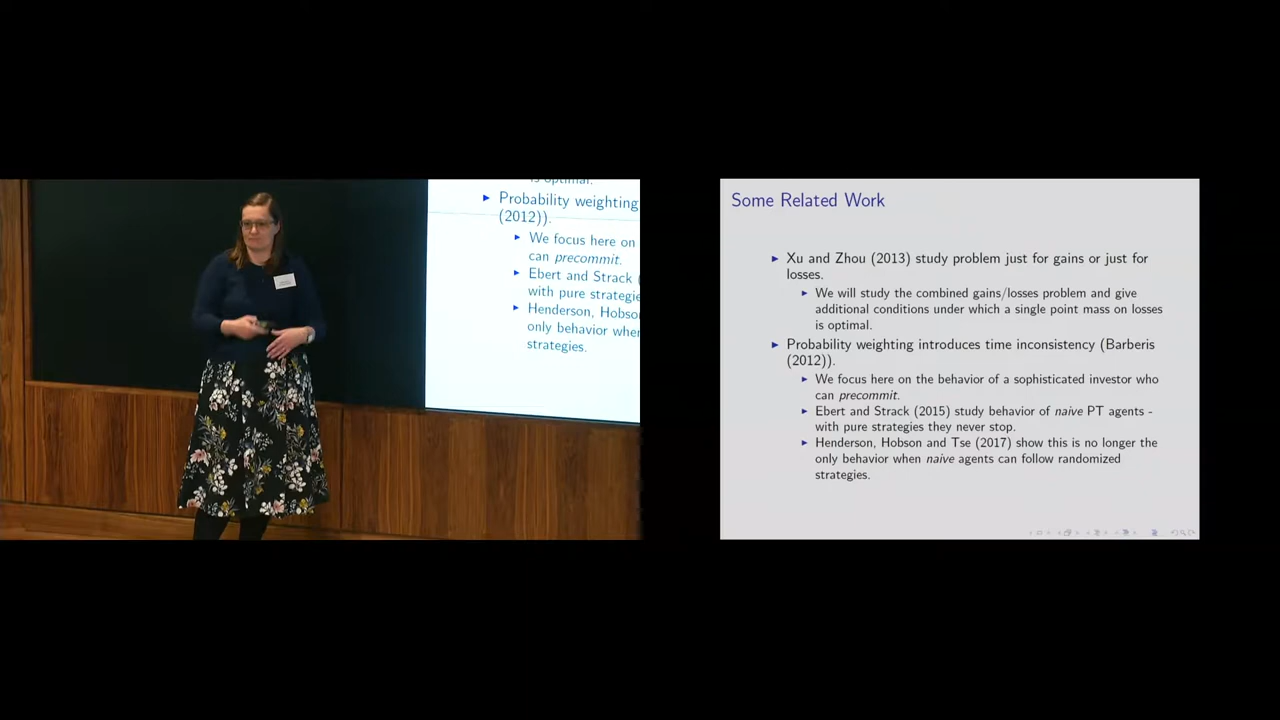 is optimal.
Probability weighting
(2012)).
We focus here on
can precommit.
Ebert and Strack (
with pure strategie
Henderson, Hobson
only behavior whe
strategies.
Some Related Work
Xu and Zhou (2013) study problem just for gains or just for
losses.
We will study the combined gains/losses problem and give
additional conditions under which a single point mass on losses
is optimal.
Probability weighting introduces time inconsistency (Barberis
(2012)).
We focus here on the behavior of a sophisticated investor who
can precommit.
Ebert and Strack (2015) study behavior of naive PT agents -
with pure strategies they never stop.
Henderson, Hobson and Tse (2017) show this is no longer the
only behavior when naive agents can follow randomized
strategies.